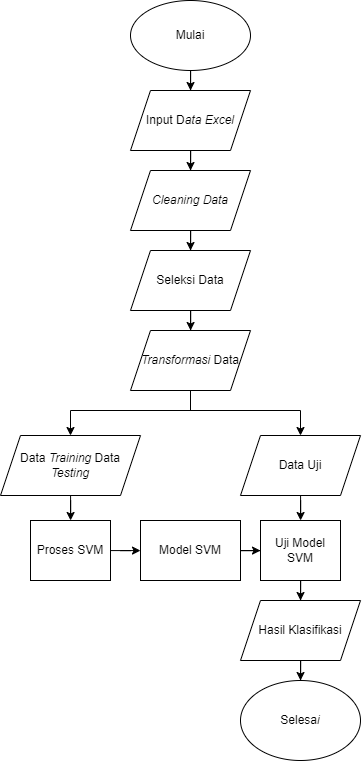 Mulai
Input Data Excel
Cleaning Data
Seleksi Data
Transformasi Data
Data Training Data
Testing
Data Uji
Proses SVM
Model SVM
Uji Model
SVM
Hasil Klasifikasi
Selesai